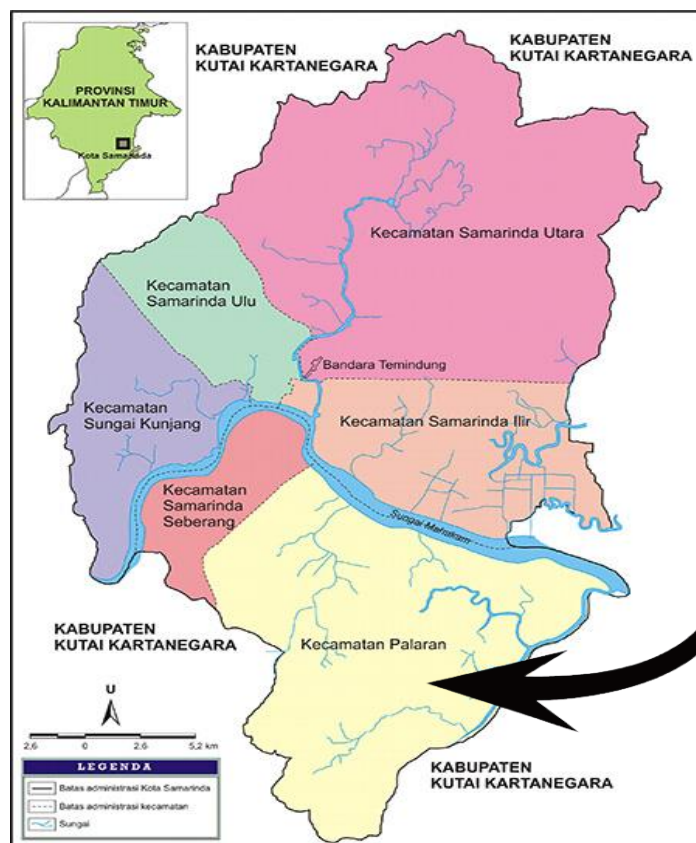 KABUPATEN
KUTAI KARTANEGARA
KABUPATEN
KUTAI KARTANEGARA
PROVINSI
KALIMANTAN TIMUR
Kota Samarinda
Kecamatan Samarinda Utara
Kecamatan
Samarinda Ulu
Bandara Temindung
Kecamatan
Sungai Kunjang
Kecamatan Samarinda Ilir
Kecamatan
Samarinda
Seberang
Sungai Mahakam
KABUPATEN
KUTAI KARTANEGARA
Kecamatan Palaran
U
2,6 0 2,6 5,2 km
KABUPATEN
KUTAI KARTANEGARA
LEGENDA
Batas administrasi Kota Samarinda
Batas administrasi kecamatan
Sungai